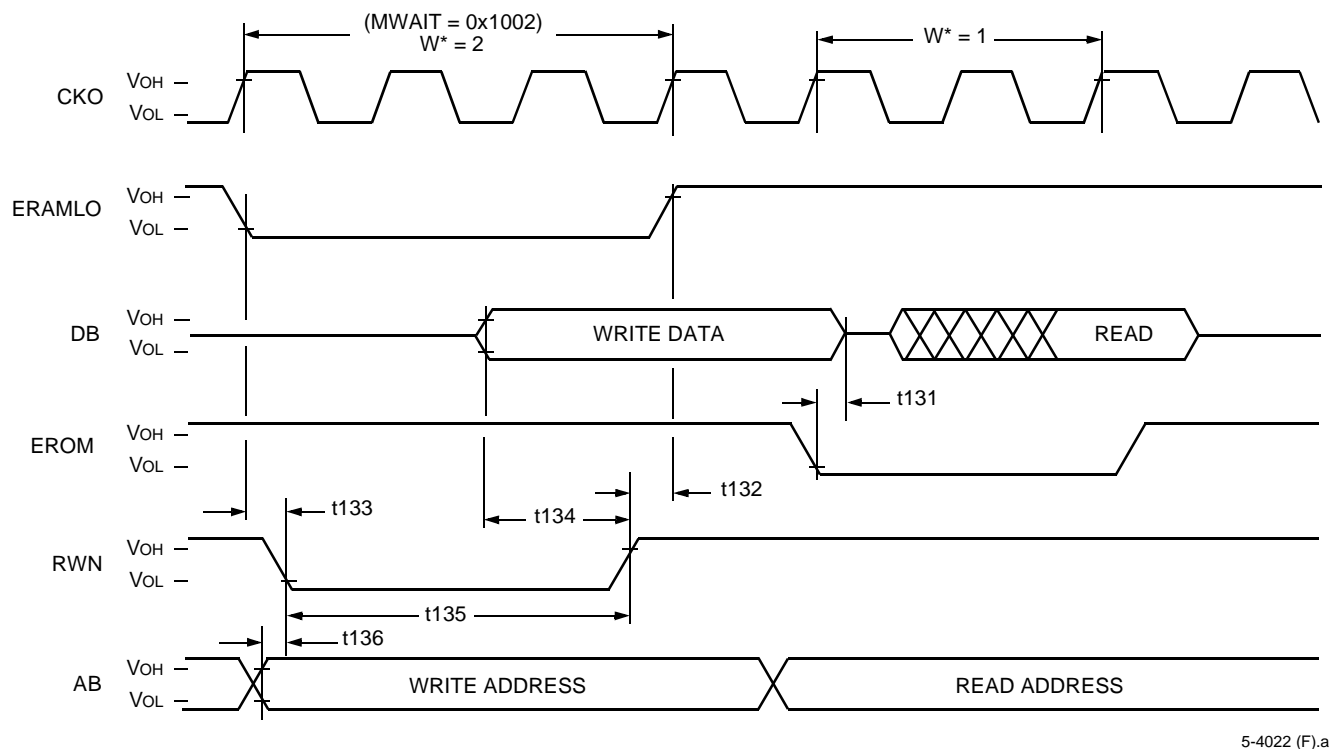 (MWAIT = 0x1002)
W* = 2
W* = 1
CKO
VOH
VOL
ERAMLO
VOH
VOL
DB
VOH
VOL
WRITE DATA
READ
t131
EROM
VOH
VOL
t132
t133
t134
RWN
VOH
VOL
t135
t136
AB
VOH
VOL
WRITE ADDRESS
READ ADDRESS
5-4022 (F).a